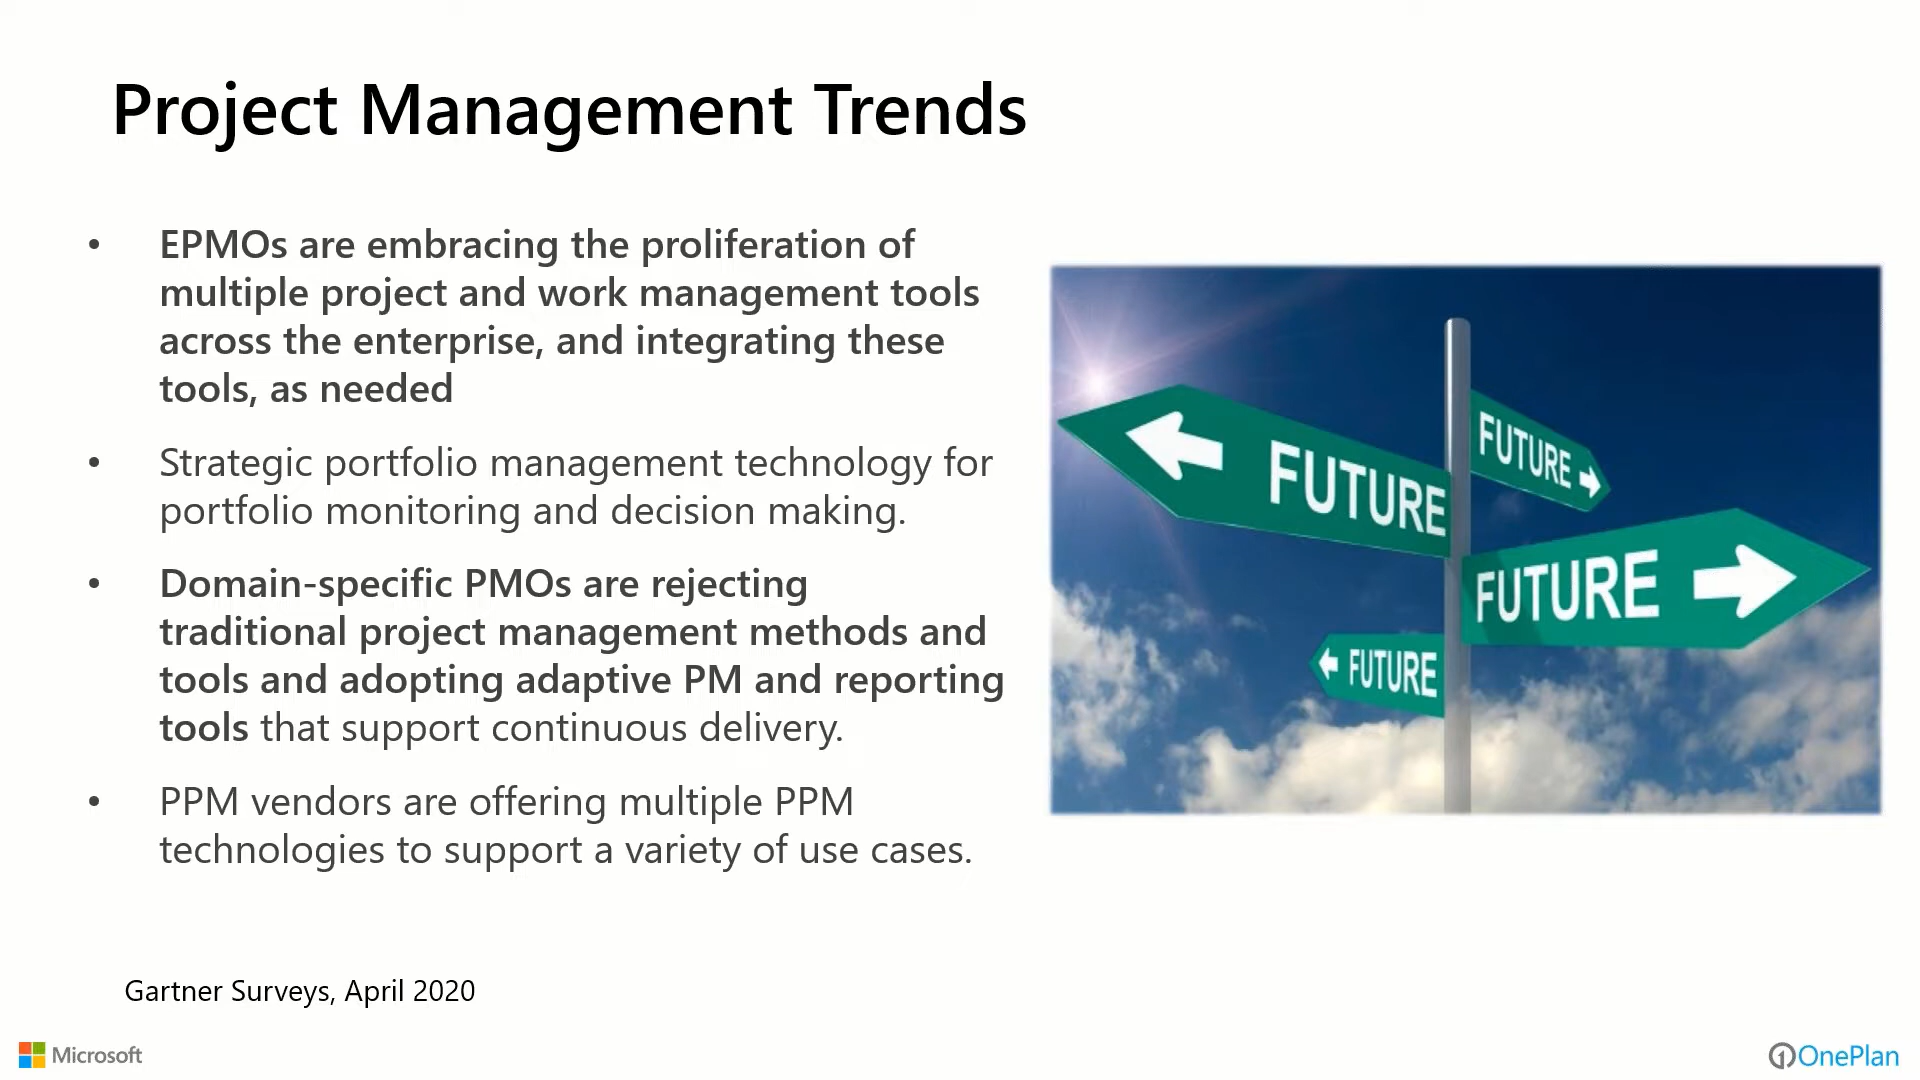 Project Management Trends
• EPMOs are embracing the proliferation of
multiple project and work management tools
across the enterprise, and integrating these
tools, as needed
• Strategic portfolio management technology for
portfolio monitoring and decision making.
• Domain-specific PMOs are rejecting
traditional project management methods and
tools and adopting adaptive PM and reporting
tools that support continuous delivery.
• PPM vendors are offering multiple PPM
technologies to support a variety of use cases.
FUTURE
FUTURE
FUTURE
FUTURE
Gartner Surveys, April 2020
Microsoft
OnePlan